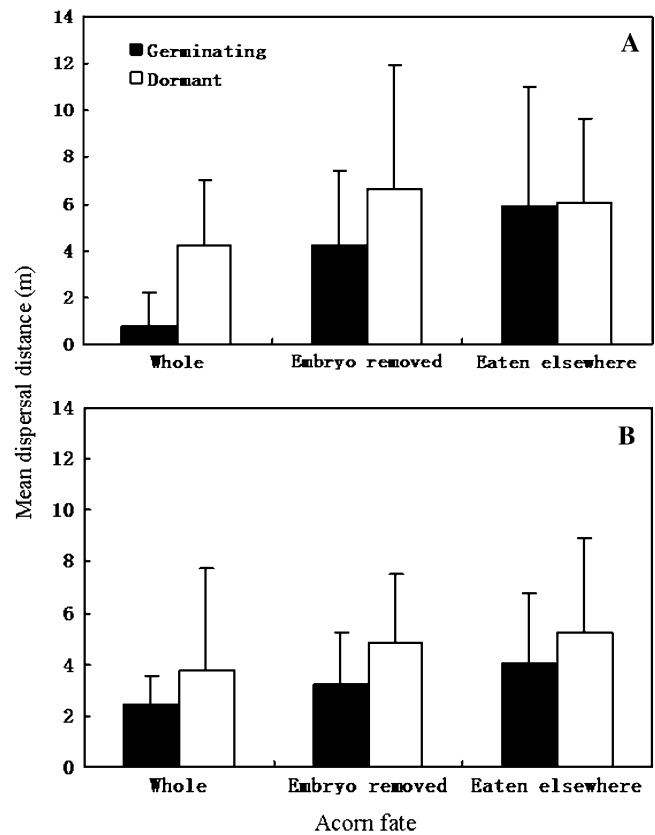 14
12
10
8
6
4
2
0
Germinating
Dormant
A
Whole Embryo removed Eaten elsewhere
Mean dispersal distance (m)
14
12
10
8
6
4
2
0
B
Whole Embryo removed Eaten elsewhere
Acorn fate